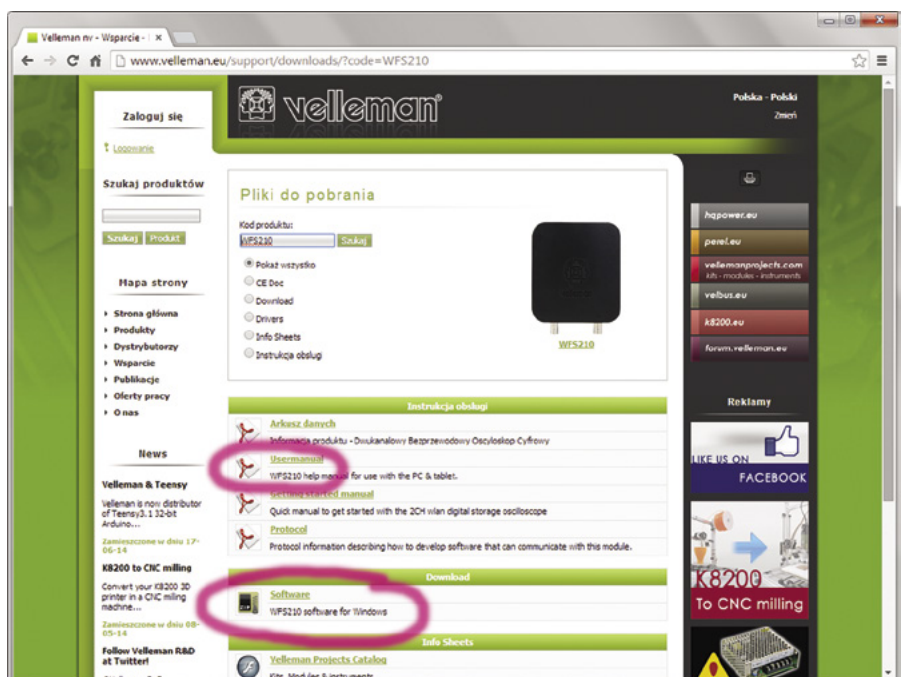 Velleman nv - Wsparcie -
www.velleman.eu/support/downloads/?code=WFS210
velleman®
Polska - Polski
Zmień
Zaloguj się
Logowanie
Szukaj produktów
Szukaj Produkt
Mapa strony
Strona główna
Produkty
Dystrybutorzy
Wsparcie
Publikacje
Oferty pracy
O nas
News
Velleman & Teensy
Velleman is now distributor
of Teensy3.1 32-bit
Arduino...
Zamieszczone w dniu 17-
06-14
K8200 to CNC milling
Convert your K8200 3D
printer in a CNC miling
machine...
Zamieszczone w dniu 08-
05-14
Follow Velleman R&D
at Twitter!
Pliki do pobrania
Kod produktu:
WFS210 Szukaj
Pokaż wszystko
CE Doc
Download
Drivers
Info Sheets
Instrukcja obsługi
WFS210
Instrukcja obsługi
Arkusz danych
Informacja produktu - Dwukanałowy Bezprzewodowy Oscyloskop Cyfrowy
Usermanual
WFS210 help manual for use with the PC & tablet.
Getting started manual
Quick manual to get started with the 2CH wlan digital storage osciloscope
Protocol
Protocol information describing how to develop software that can communicate with this module.
Download
ZIP
Software
WFS210 software for Windows
Info Sheets
Velleman Projects Catalog
Kits, Modules & instruments
hqpower.eu
perel.eu
vellemanprojects.com
kits - modules - instruments
velbus.eu
k8200.eu
forum.velleman.eu
Reklamy
LIKE US ON
FACEBOOK
K8200
To CNC milling